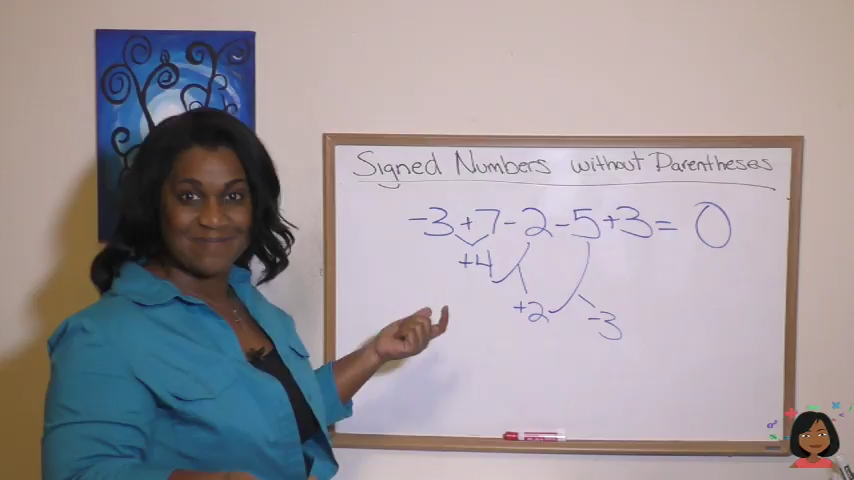 Signed Numbers without Parentheses
-3+7-2-5+3= 0
+4
+2
-3